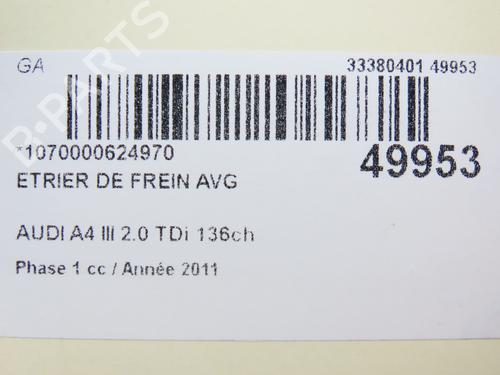 GA 33380401 49953
*1070000624970 49953
ETRIER DE FREIN AVG
AUDI A4 III 2.0 TDi 136ch
Phase 1 cc / Année 2011
B-PARTS